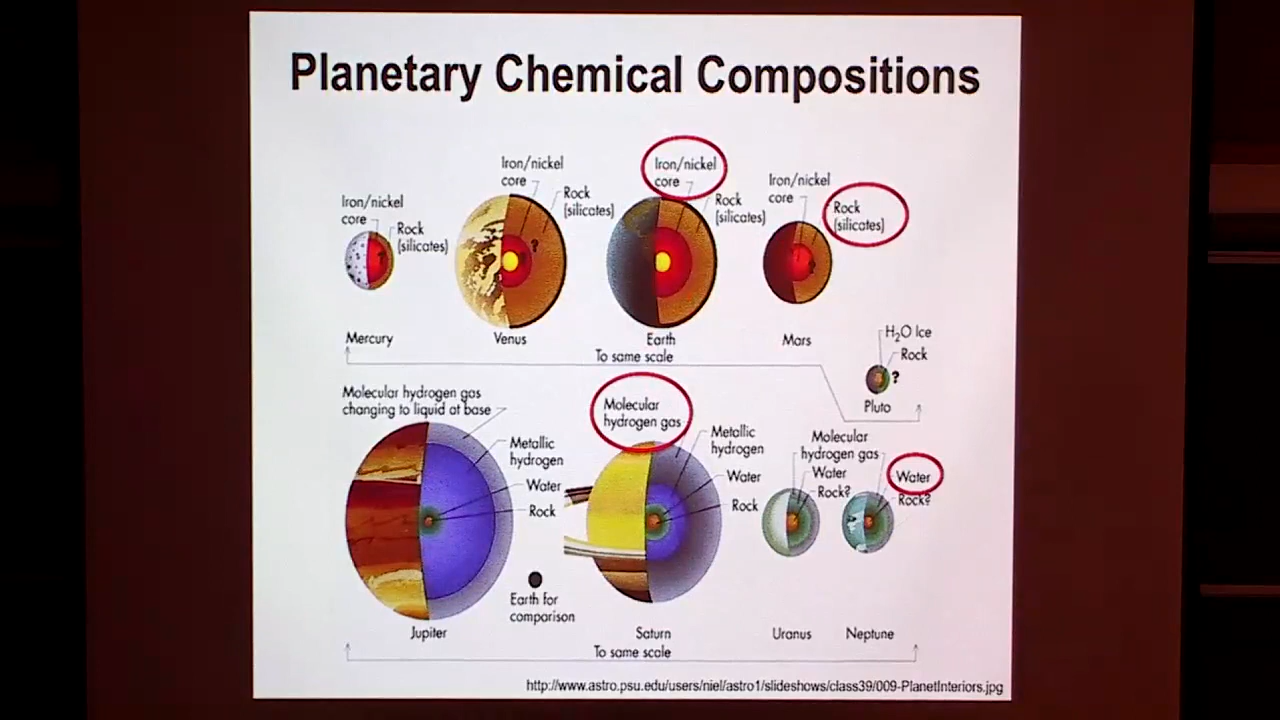 Planetary Chemical Compositions
Iron/nickel
core
Rock
(silicates)
Mercury
Iron/nickel
core
Rock
(silicates)
?
Venus
Iron/nickel
core
Rock
(silicates)
Earth
To same scale
Iron/nickel
core
Rock
(silicates)
?
Mars
H₂O Ice
Rock
?
Pluto
Molecular hydrogen gas
changing to liquid at base
Metallic
hydrogen
Water
Rock
Earth for
comparison
Jupiter
Molecular
hydrogen gas
Metallic
hydrogen
Water
Rock
Saturn
To same scale
Molecular
hydrogen gas
Water
Rock?
Uranus
Water
Rock?
Neptune
http://www.astro.psu.edu/users/niel/astro1/slideshows/class39/009-PlanetInteriors.jpg